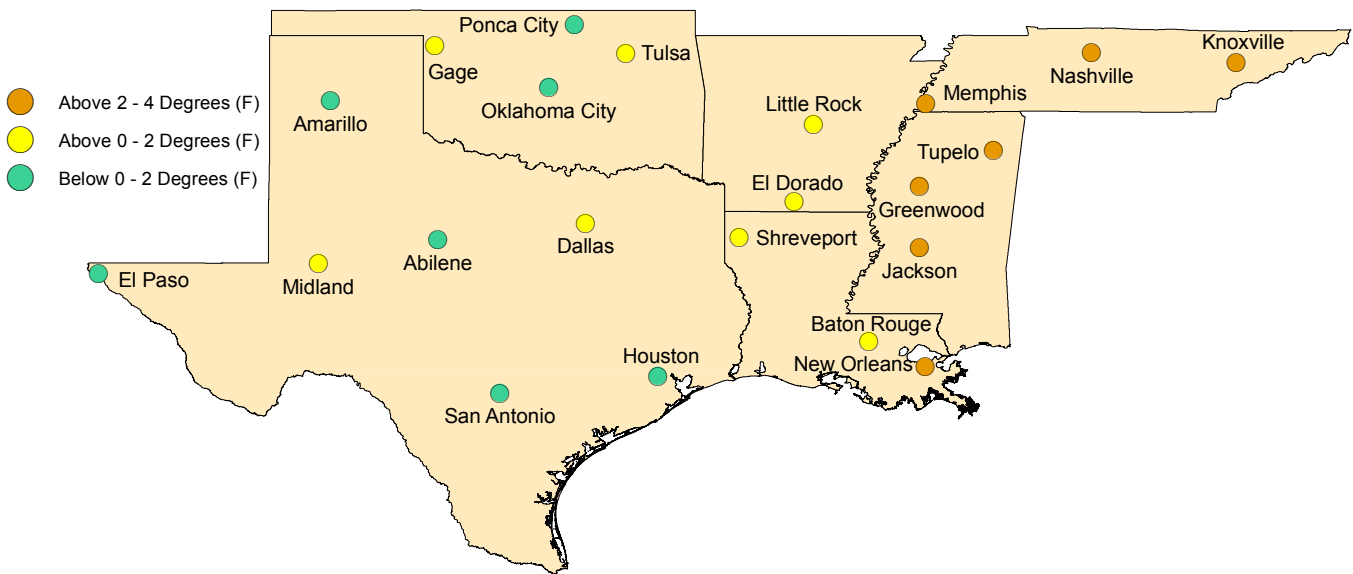 Ponca City
Knoxville
Gage
Tulsa
Nashville
Above 2 - 4 Degrees (F)
Memphis
Little Rock
Oklahoma City
Amarillo
Above 0 - 2 Degrees (F)
Tupelo
Below 0 - 2 Degrees (F)
El Dorado
Greenwood
Dallas
Shreveport
Abilene
Jackson
El Paso
Midland
Baton Rouge
Houston
New Orleans
San Antonio